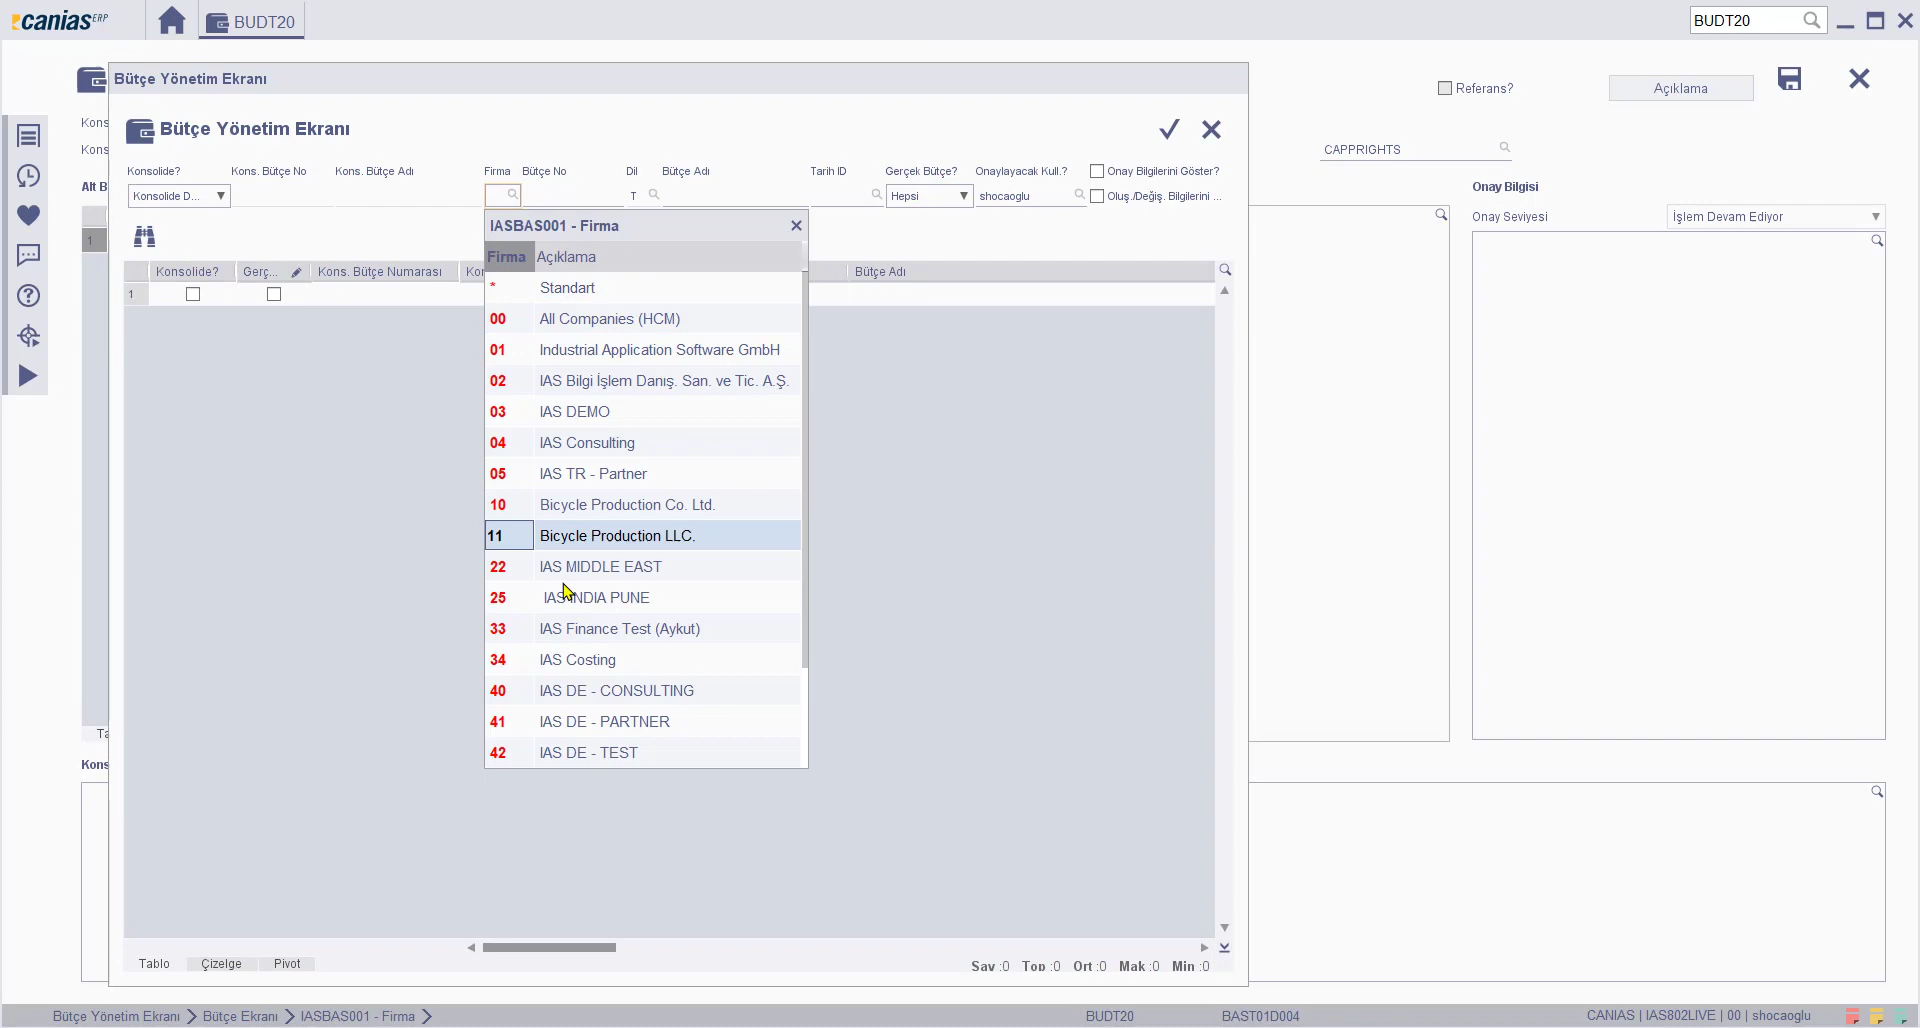 canias ERP
BUDT20
BUDT20
Bütçe Yönetim Ekranı
Referans?
Açıklama
Bütçe Yönetim Ekranı
Kons
Kons
CAPPRIGHTS
Konsolide? Kons. Bütçe No Kons. Bütçe Adı Firma Bütçe No Dil Bütçe Adı Tarih ID Gerçek Bütçe? Onaylayacak Kull.? Onay Bilgilerini Göster?
Alt B
Onay Bilgisi
Konsolide D... T Hepsi shocaoglu Oluş./Değiş. Bilgilerini ...
Onay Seviyesi İşlem Devam Ediyor
IASBAS001 - Firma
1
Firma Açıklama
Konsolide? Gerç... Kons. Bütçe Numarası Kon Bütçe Adı
1
* Standart
00 All Companies (HCM)
01 Industrial Application Software GmbH
02 IAS Bilgi İşlem Danış. San. ve Tic. A.Ş.
03 IAS DEMO
04 IAS Consulting
05 IAS TR - Partner
10 Bicycle Production Co. Ltd.
11 Bicycle Production LLC.
22 IAS MIDDLE EAST
25 IAS INDIA PUNE
33 IAS Finance Test (Aykut)
34 IAS Costing
40 IAS DE - CONSULTING
41 IAS DE - PARTNER
42 IAS DE - TEST
Ta
Kons
Tablo Çizelge Pivot
Say :0 Top :0 Ort :0 Mak :0 Min :0
Bütçe Yönetim Ekranı Bütçe Ekranı IASBAS001 - Firma BUDT20 BAST01D004 CANIAS | IAS802LIVE | 00 | shocaoglu